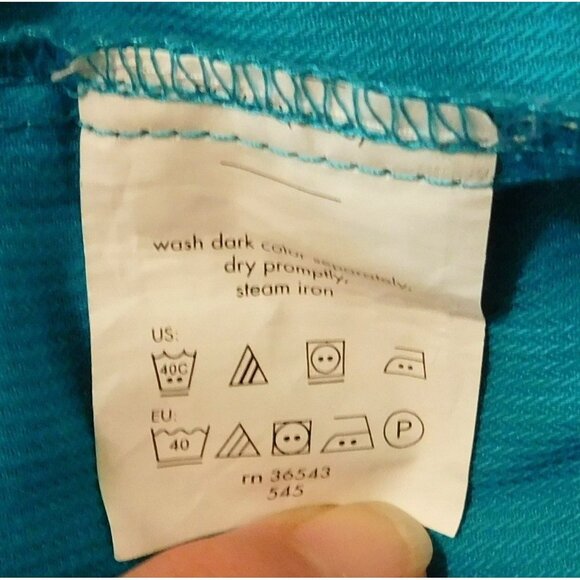 wash dark color separately,
dry promptly,
steam iron
US:
40C
EU:
40 P
rn 36543
545